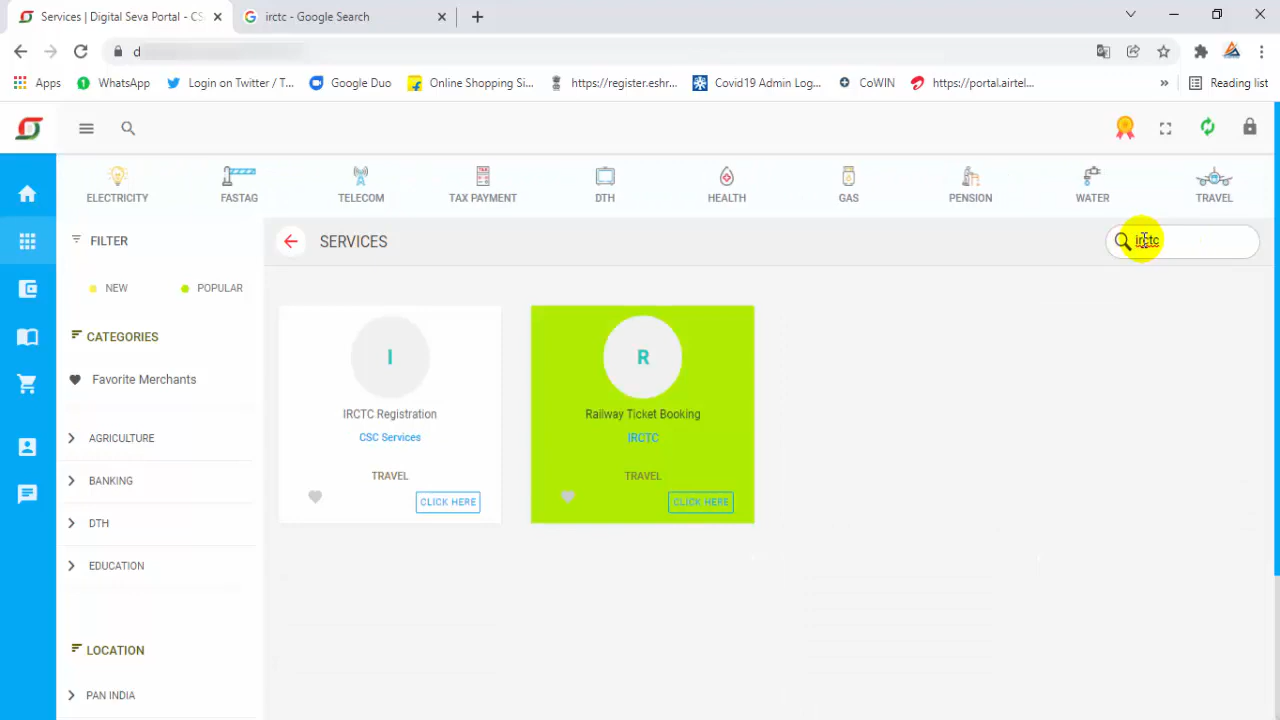 Services | Digital Seva Portal - CS
irctc - Google Search
d
Apps
WhatsApp
Login on Twitter / T...
Google Duo
Online Shopping Si...
https://register.eshr...
Covid19 Admin Log...
CoWIN
https://portal.airtel...
»
Reading list
ELECTRICITY
FASTAG
TELECOM
TAX PAYMENT
DTH
HEALTH
GAS
PENSION
WATER
TRAVEL
FILTER
SERVICES
irctc
NEW
POPULAR
CATEGORIES
Favorite Merchants
AGRICULTURE
BANKING
DTH
EDUCATION
LOCATION
PAN INDIA
I
IRCTC Registration
CSC Services
TRAVEL
CLICK HERE
R
Railway Ticket Booking
IRCTC
TRAVEL
CLICK HERE